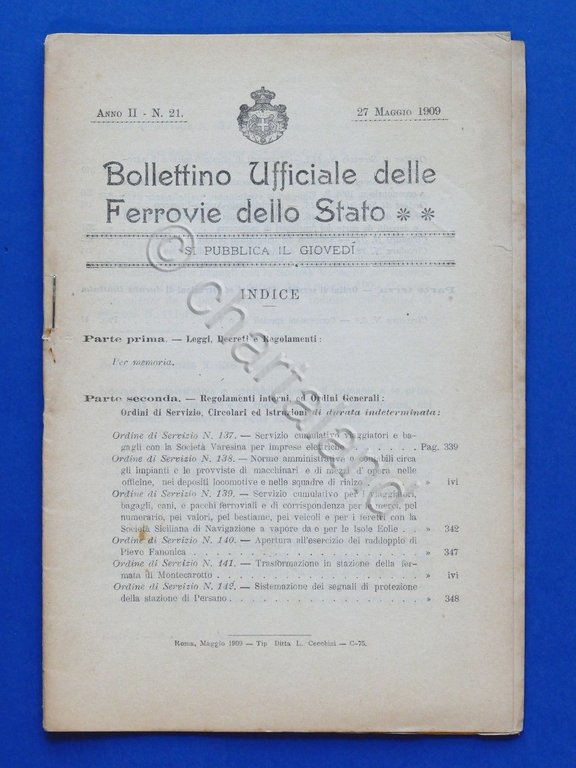 ANNO II - N. 21.
27 MAGGIO 1909
Bollettino Ufficiale delle
Ferrovie dello Stato
SI PUBBLICA IL GIOVEDÍ
INDICE
Parte prima. — Leggi, Decreti e Regolamenti:
Per memoria.
Parte seconda. — Regolamenti interni, ed Ordini Generali:
Ordini di Servizio, Circolari ed Istruzioni di durata indeterminata:
Ordine di Servizio N. 137. — Servizio cumulativo viaggiatori e ba-
gagli con la Società Varesina per imprese elettriche . . . . . Pag. 339
Ordine di Servizio N. 138. — Norme amministrative e contabili circa
gli impianti e le provviste di macchinari e di mezzi d'opera nelle
officine, nei depositi locomotive e nelle squadre di rialzo . . . ivi
Ordine di Servizio N. 139. — Servizio cumulativo per i viaggiatori,
bagagli, cani, e pacchi ferroviali e di corrispondenza per le merci, pel
numerario, pei valori, pel bestiame, pei veicoli e per i feretri con la
Società Siciliana di Navigazione a vapore da e per le Isole Eolie . . » 342
Ordine di Servizio N. 140. — Apertura all'esercizio del raddoppio di
Pieve Fanonica . . . » 347
Ordine di Servizio N. 141. — Trasformazione in stazione della fer-
mata di Montecarotto . . . » ivi
Ordine di Servizio N. 142. — Sistemazione dei segnali di protezione
della stazione di Persano . . . » 348
Roma, Maggio 1909 — Tip Ditta L. Cecchini — C-75.
© chartaland